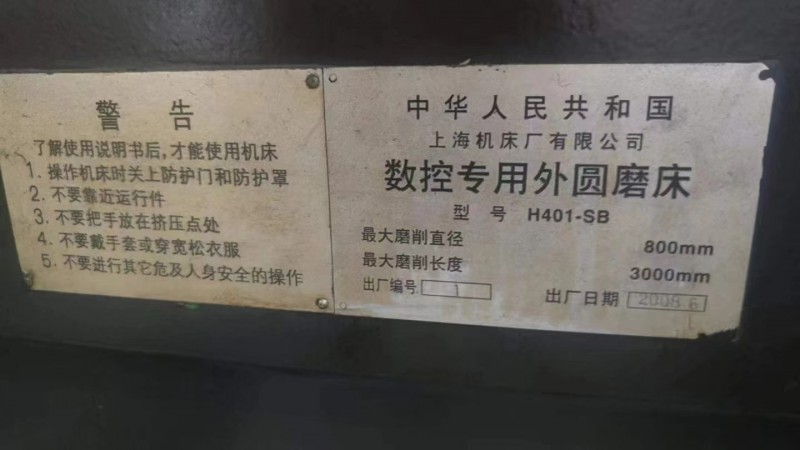 警告
了解使用说明书后,才能使用机床
1. 操作机床时关上防护门和防护罩
2. 不要靠近运行件
3. 不要把手放在挤压点处
4. 不要戴手套或穿宽松衣服
5. 不要进行其它危及人身安全的操作
中华人民共和国
上海机床厂有限公司
数控专用外圆磨床
型号 H401-SB
最大磨削直径 800mm
最大磨削长度 3000mm
出厂编号 1 出厂日期 2008.6